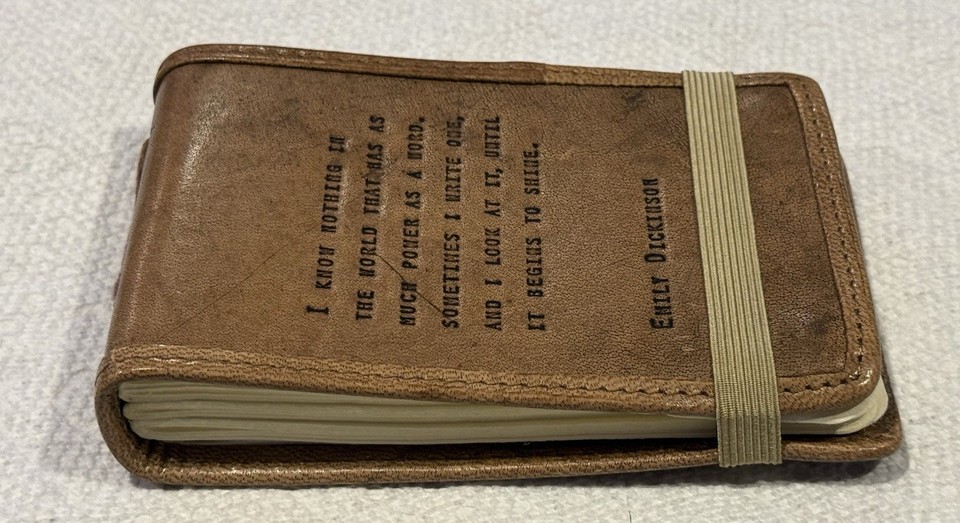 I KNOW NOTHING IN
THE WORLD THAT HAS AS
MUCH POWER AS A WORD.
SOMETIMES I WRITE ONE,
AND I LOOK AT IT, UNTIL
IT BEGINS TO SHINE.
EMILY DICKINSON